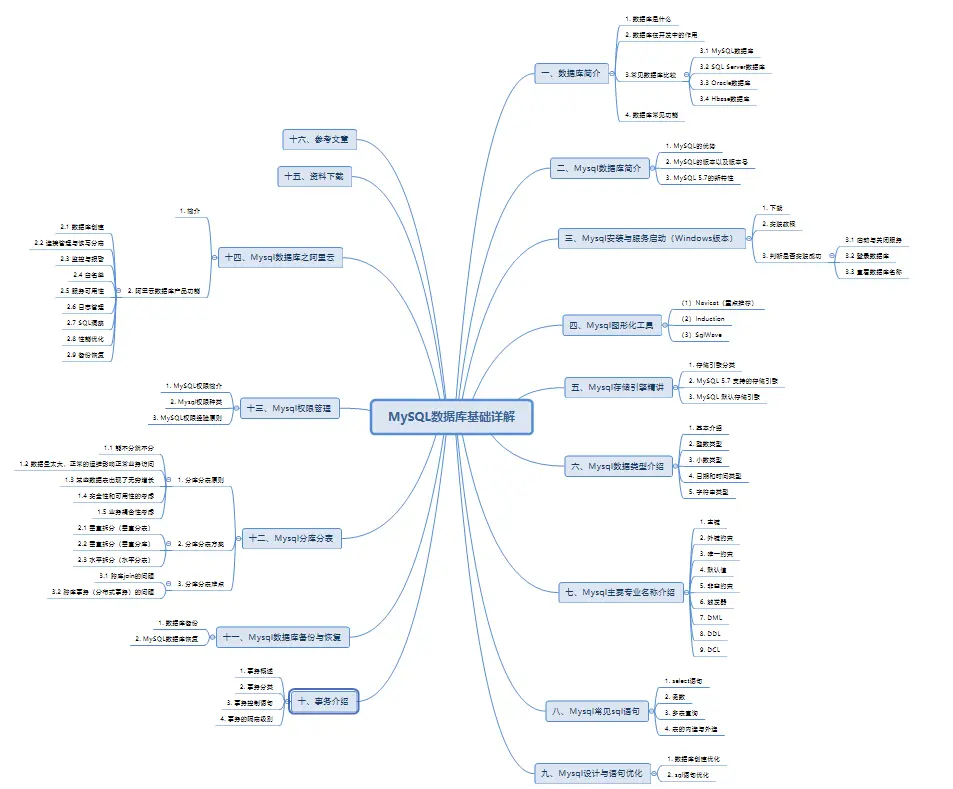 MySQL数据库基础详解
一、数据库简介
1. 数据库是什么
2. 数据库在开发中的作用
3.常见数据库比较
3.1 MySQL数据库
3.2 SQL Server数据库
3.3 Oracle数据库
3.4 Hbase数据库
4. 数据库常见功能
二、Mysql数据库简介
1. MySQL的优势
2. MySQL的版本以及版本号
3. MySQL 5.7的新特性
三、Mysql安装与服务启动（Windows版本）
1. 下载
2. 安装教程
3. 判断是否安装成功
3.1 启动与关闭服务
3.2 登录数据库
3.3 查看数据库名称
四、Mysql图形化工具
（1）Navicat（重点推荐）
（2）Induction
（3）SqlWave
五、Mysql存储引擎精讲
1. 存储引擎分类
2. MySQL 5.7 支持的存储引擎
3. MySQL 默认存储引擎
六、Mysql数据类型介绍
1. 基本介绍
2. 整数类型
3. 小数类型
4. 日期和时间类型
5. 字符串类型
七、Mysql主要专业名称介绍
1. 主键
2. 外键约束
3. 唯一约束
4. 默认值
5. 非空约束
6. 触发器
7. DML
8. DDL
9. DCL
八、Mysql常见sql语句
1. select语句
2. 函数
3. 多表查询
4. 表的内连与外连
九、Mysql设计与语句优化
1. 数据库创建优化
2. sql语句优化
十、事务介绍
1. 事务概述
2. 事务分类
3. 事务控制语句
4. 事务的隔离级别
十一、Mysql数据库备份与恢复
1. 数据库备份
2. MySQL数据库恢复
十二、Mysql分库分表
1. 分库分表原则
1.1 能不分就不分
1.2 数据量太大，正常的运维影响正常业务访问
1.3 某些数据表出现了无穷增长
1.4 安全性和可用性的考虑
1.5 业务耦合性考虑
2. 分库分表方案
2.1 垂直拆分（垂直分表）
2.2 垂直拆分（垂直分库）
2.3 水平拆分（水平分表）
3. 分库分表难点
3.1 跨库join的问题
3.2 跨库事务（分布式事务）的问题
十三、Mysql权限管理
1. MySQL权限简介
2. Mysql权限种类
3. MySQL权限经验原则
十四、Mysql数据库之阿里云
1. 简介
2. 阿里云数据库产品功能
2.1 数据库创建
2.2 连接管理与读写分离
2.3 监控与报警
2.4 白名单
2.5 服务可用性
2.6 日志管理
2.7 SQL洞察
2.8 性能优化
2.9 备份恢复
十五、资料下载
十六、参考文章